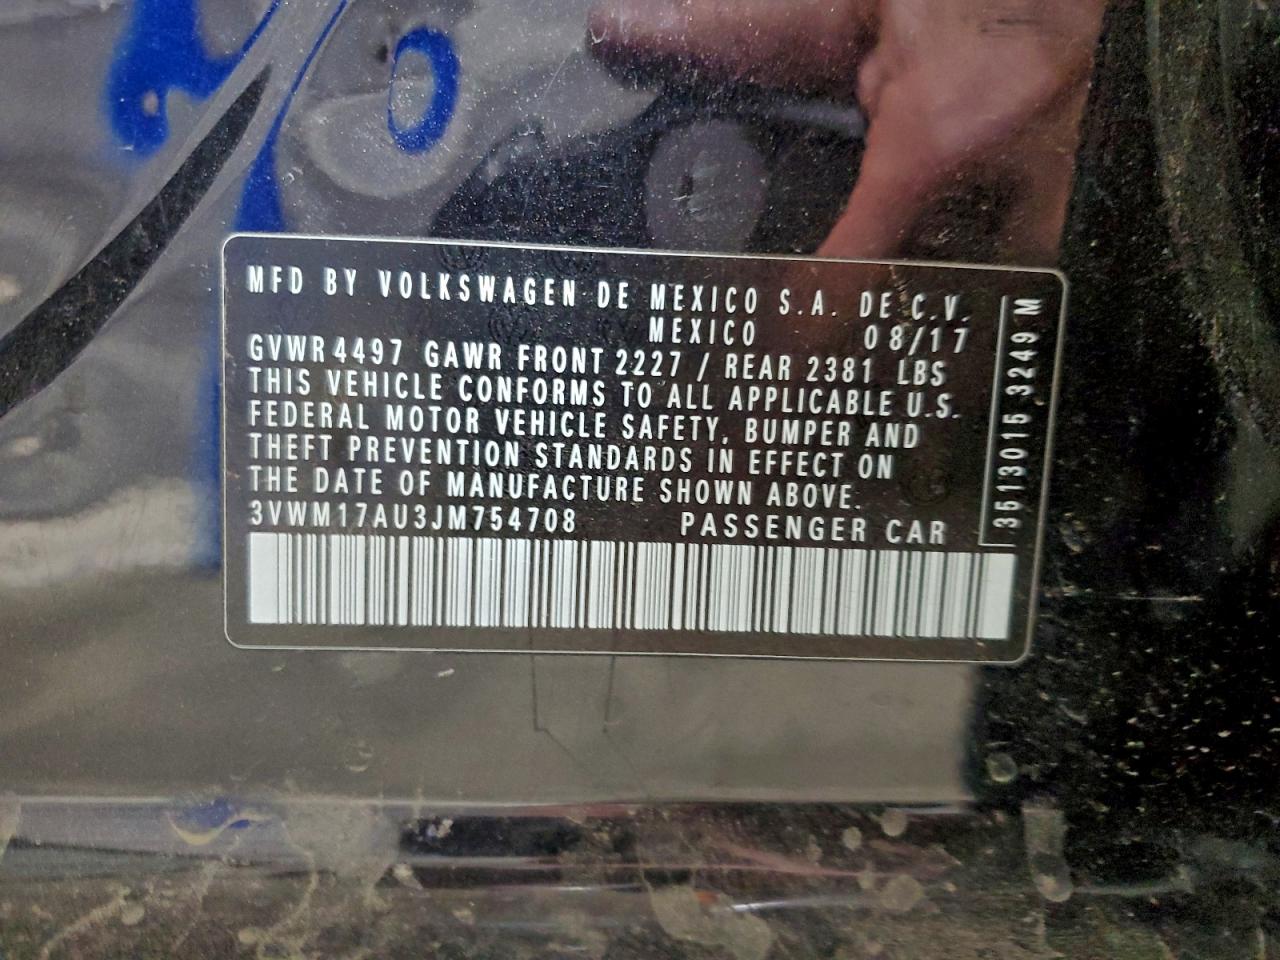 MFD BY VOLKSWAGEN DE MEXICO S.A. DE C.V.
MEXICO 08/17
GVWR 4497 GAWR FRONT 2227 / REAR 2381 LBS
THIS VEHICLE CONFORMS TO ALL APPLICABLE U.S.
FEDERAL MOTOR VEHICLE SAFETY, BUMPER AND
THEFT PREVENTION STANDARDS IN EFFECT ON
THE DATE OF MANUFACTURE SHOWN ABOVE.
3VWM17AU3JM754708 PASSENGER CAR
3513015 3249 M